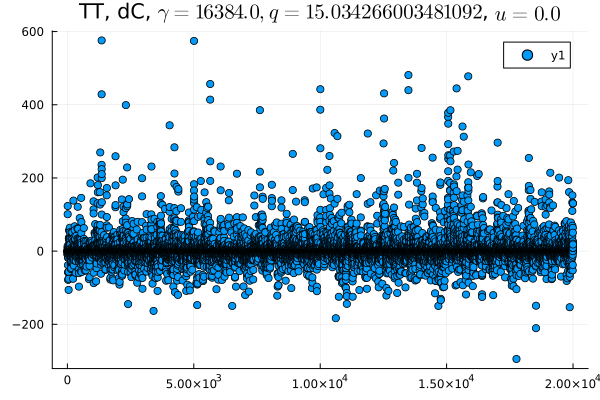 TT, dC, γ = 16384.0, q = 15.034266003481092, u = 0.0
600
y1
400
200
0
−200
0 5.00×10³ 1.00×10⁴ 1.50×10⁴ 2.00×10⁴